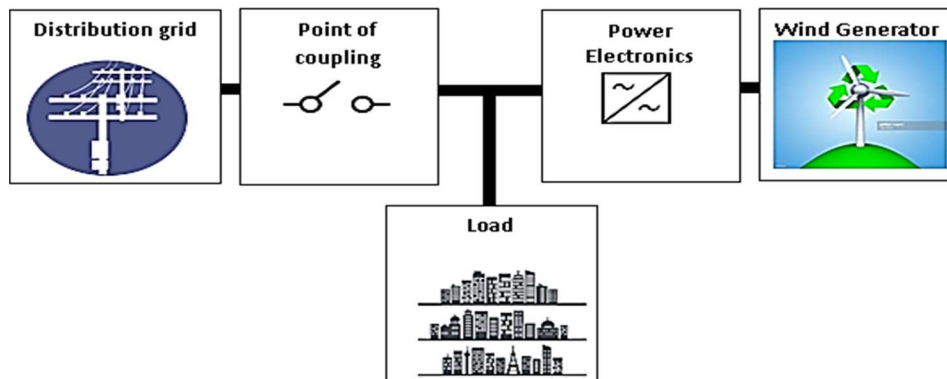 Distribution grid
Point of
coupling
Power
Electronics
Wind Generator
Load